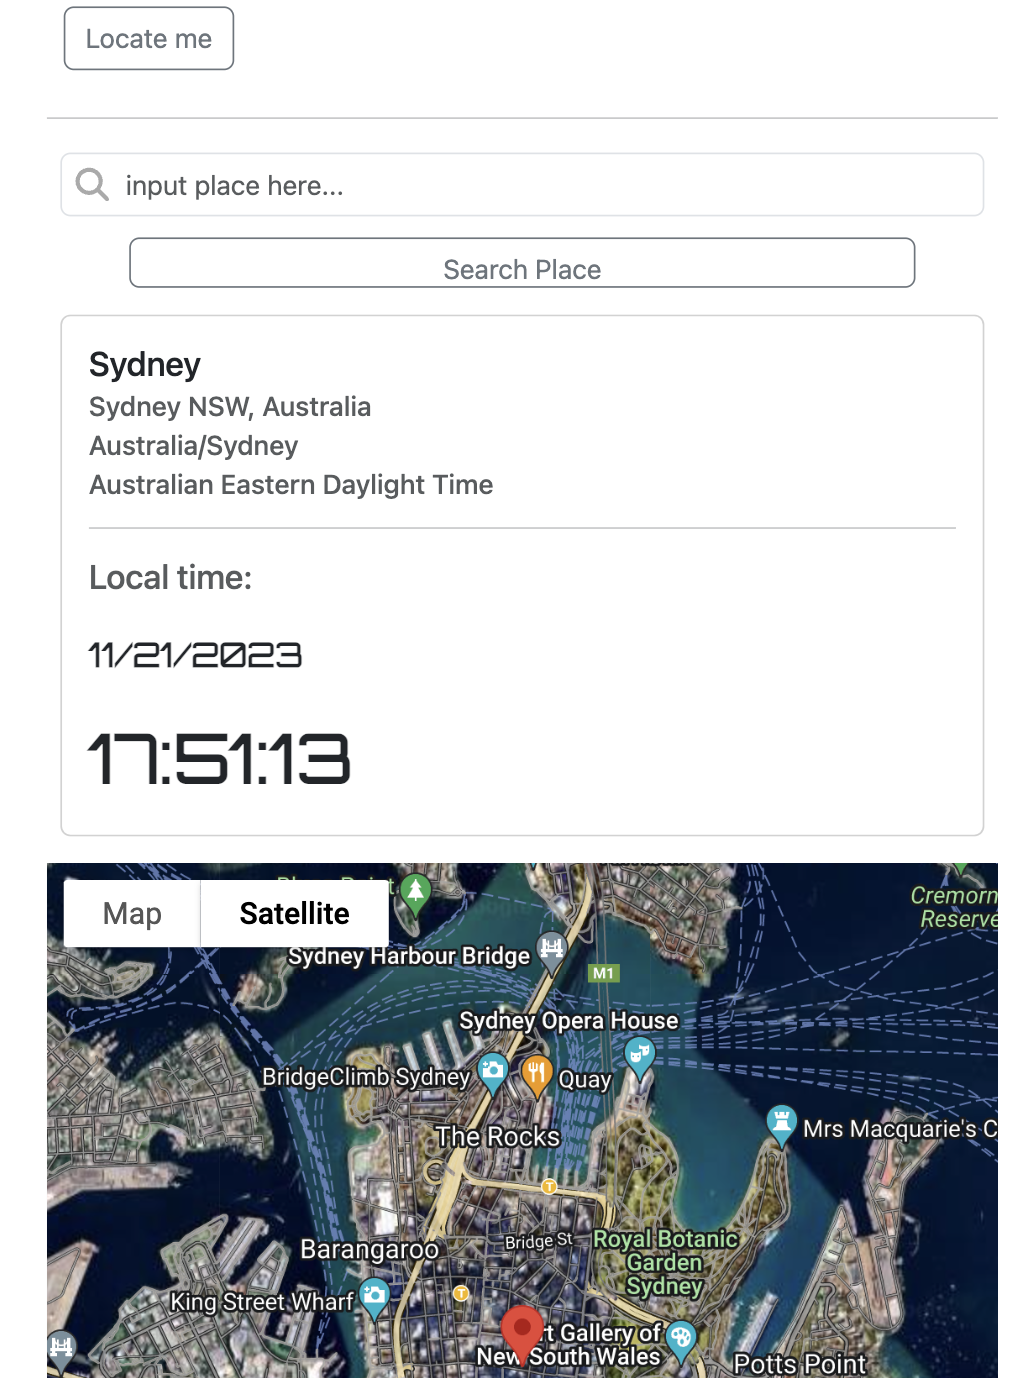 Locate me
input place here...
Search Place
Sydney
Sydney NSW, Australia
Australia/Sydney
Australian Eastern Daylight Time
Local time:
11/21/2023
17:51:13
Map
Satellite
Cremorn
Reserve
Sydney Harbour Bridge
M1
Sydney Opera House
BridgeClimb Sydney
Quay
The Rocks
Mrs Macquarie's C
T
Bridge St
Royal Botanic
Garden
Sydney
Barangaroo
King Street Wharf
T
t Gallery of
New South Wales
Potts Point